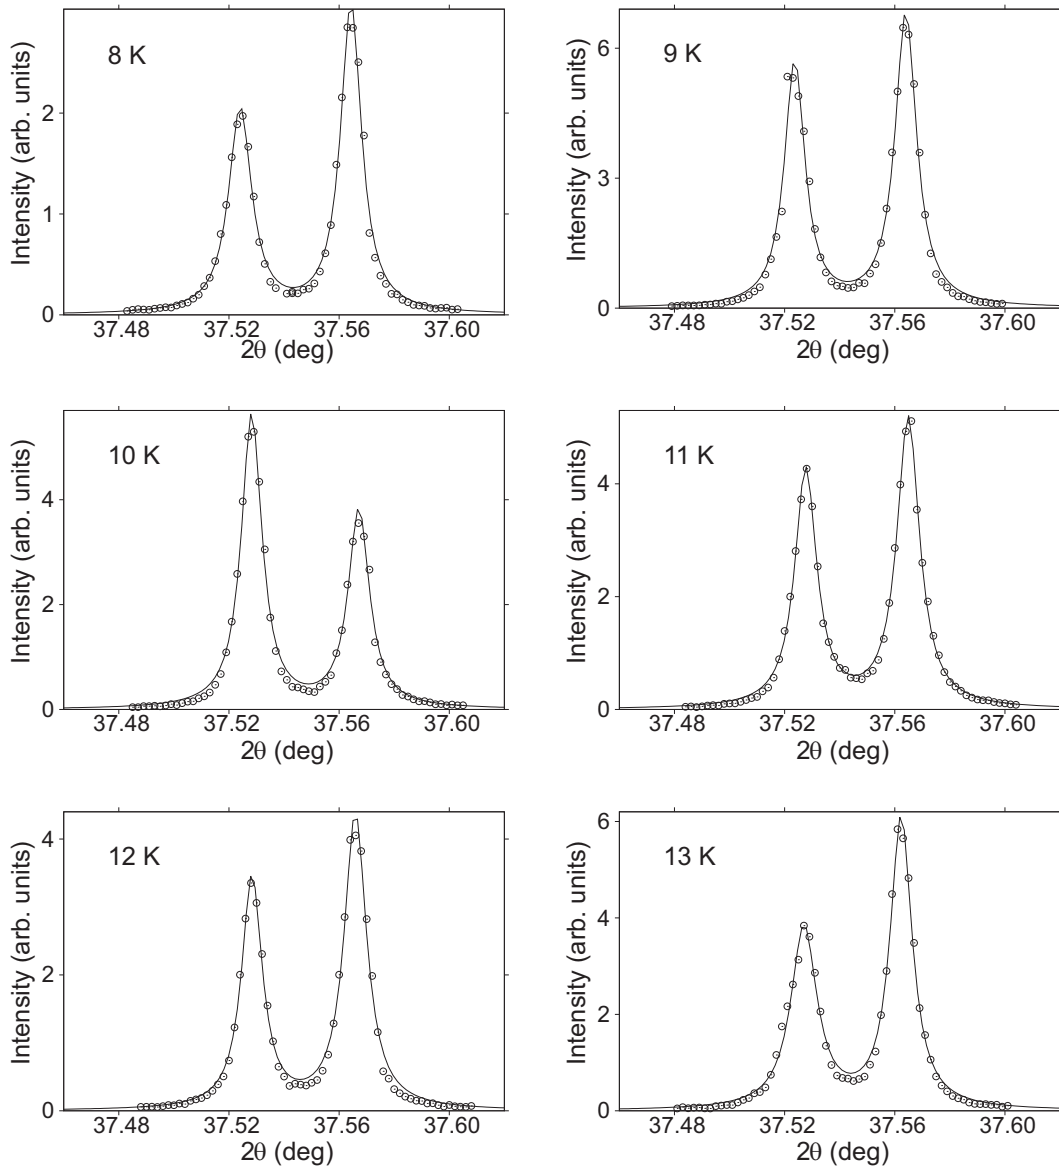 8 K
Intensity (arb. units)
2
1
0
37.48 37.52 37.56 37.60
2θ (deg)
9 K
Intensity (arb. units)
6
3
0
37.48 37.52 37.56 37.60
2θ (deg)
10 K
Intensity (arb. units)
4
2
0
37.48 37.52 37.56 37.60
2θ (deg)
11 K
Intensity (arb. units)
4
2
0
37.48 37.52 37.56 37.60
2θ (deg)
12 K
Intensity (arb. units)
4
2
0
37.48 37.52 37.56 37.60
2θ (deg)
13 K
Intensity (arb. units)
6
4
2
0
37.48 37.52 37.56 37.60
2θ (deg)